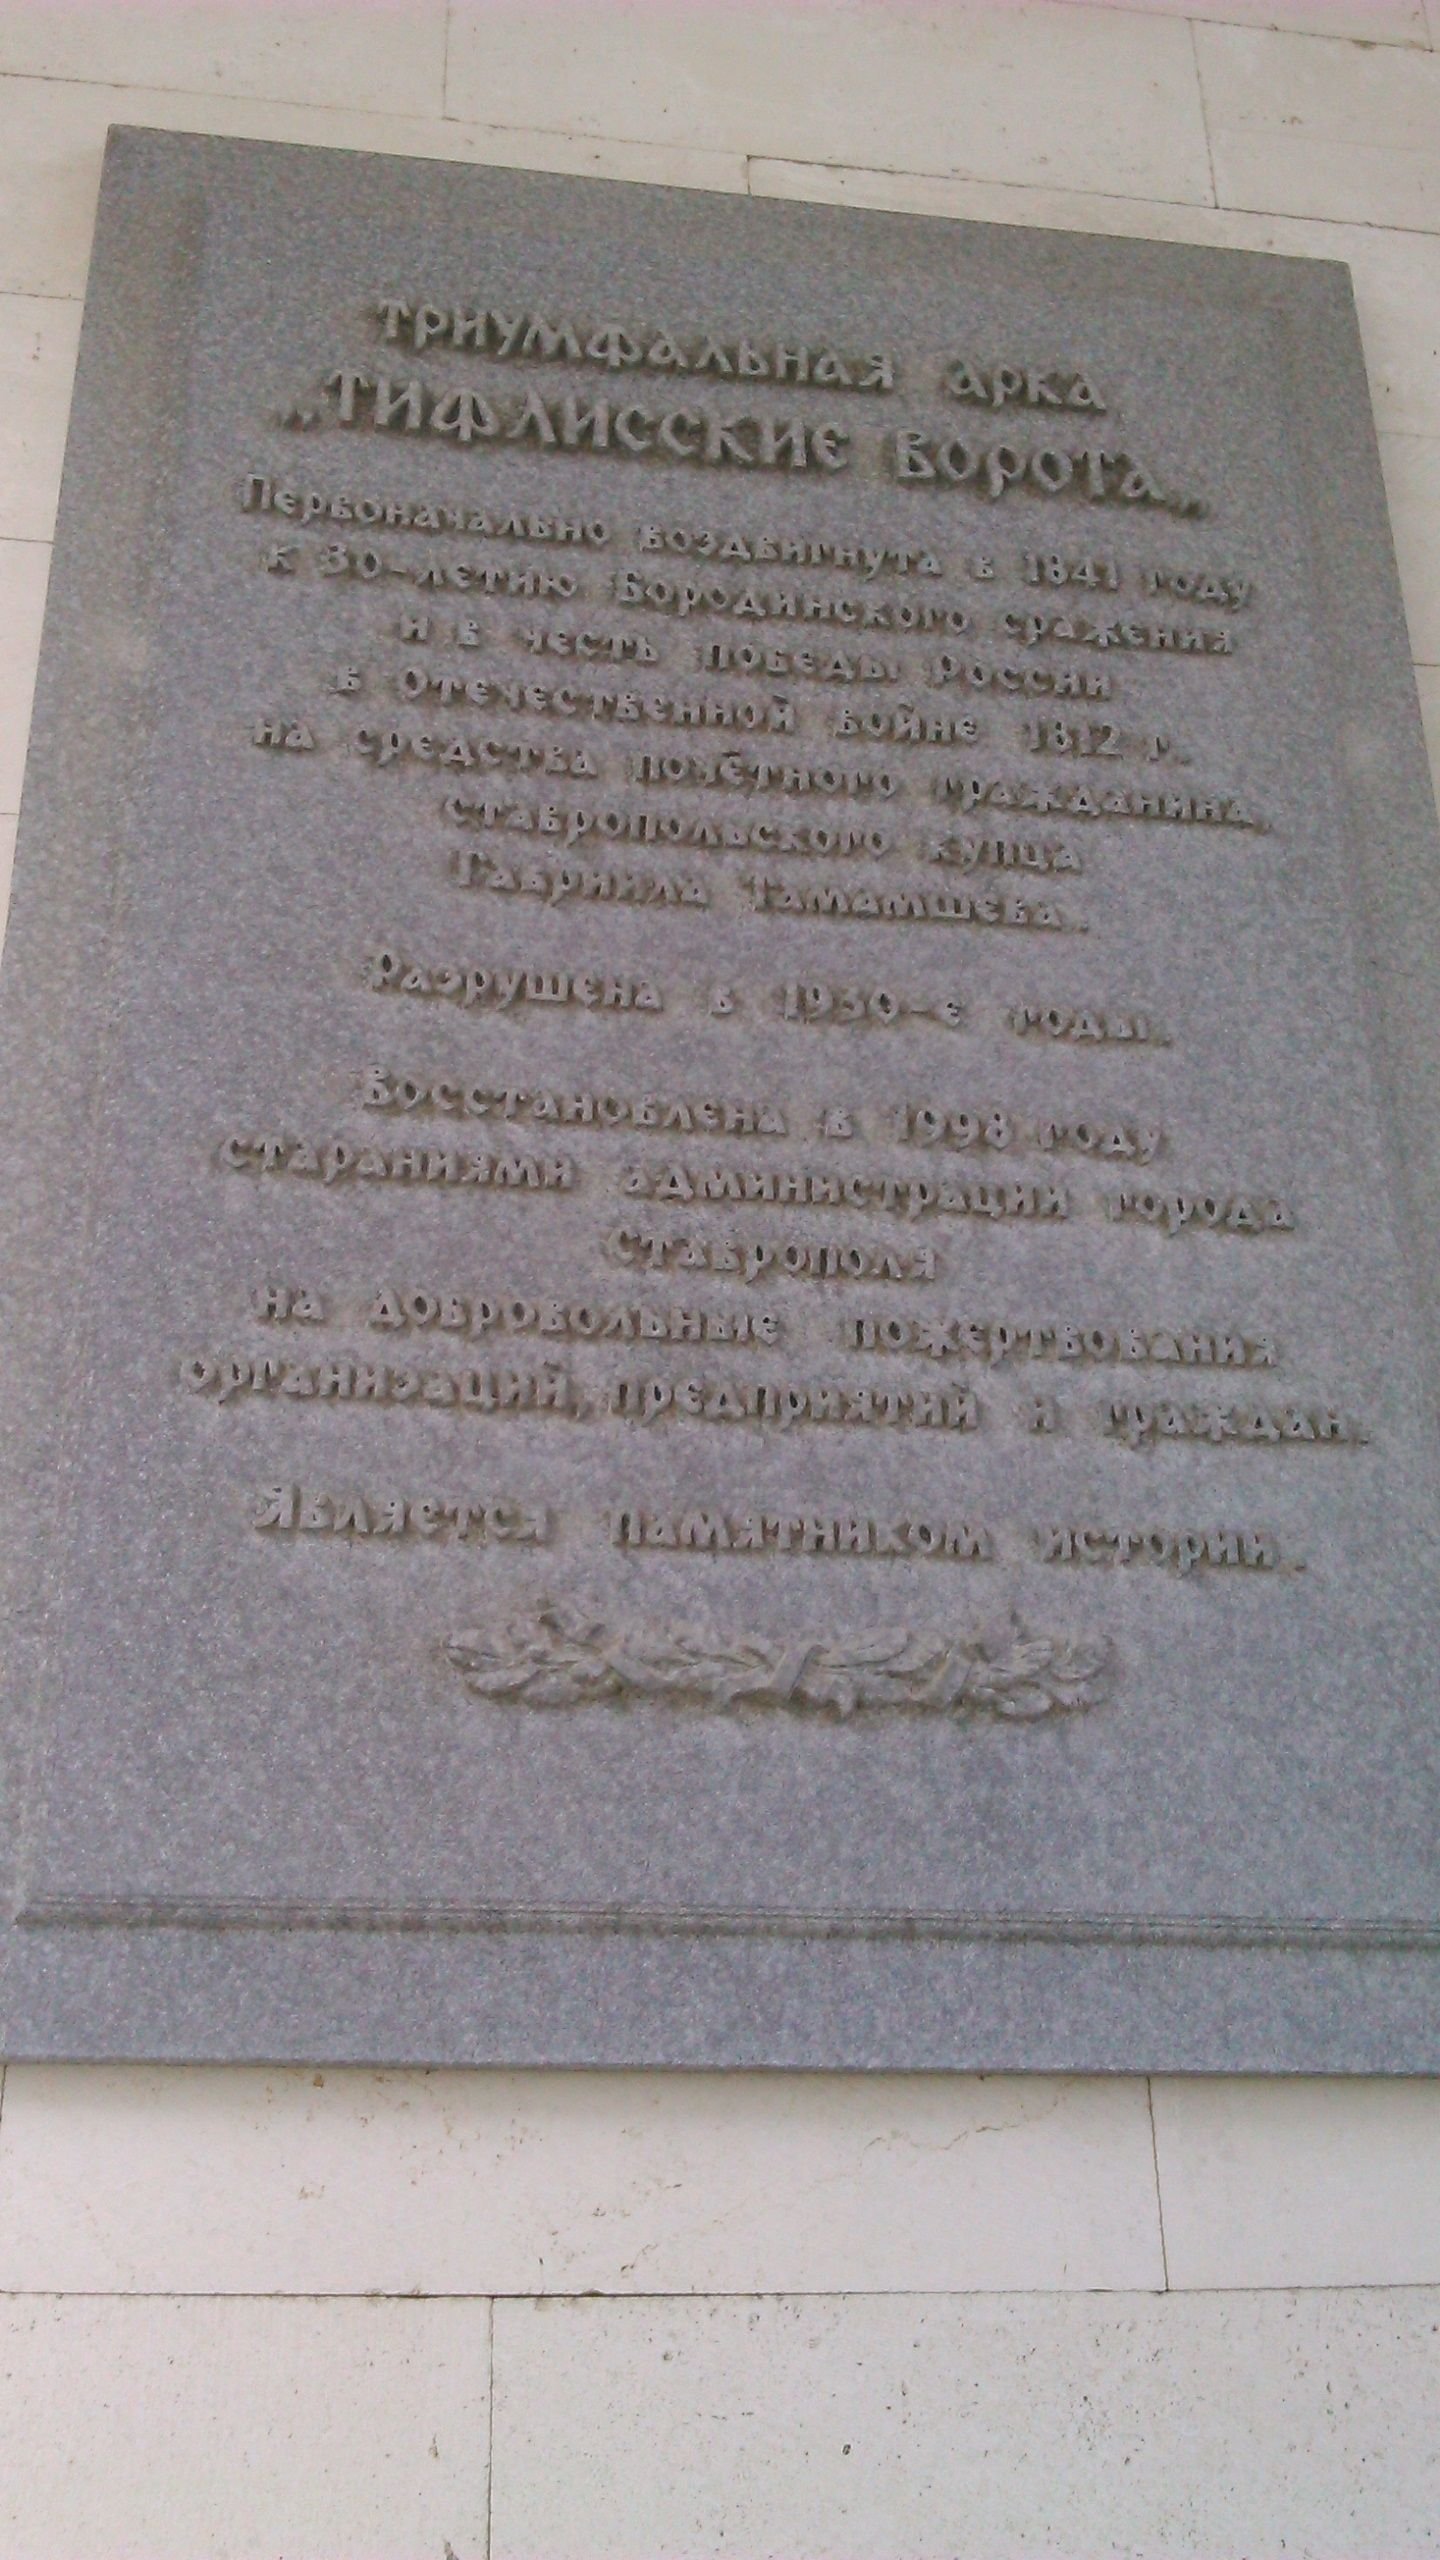 Триумфальная арка
„Тифлисские ворота„
Первоначально воздвигнута в 1841 году
к 30-летию Бородинского сражения
и в честь победы России
в Отечественной войне 1812 г.
на средства почётного гражданина,
ставропольского купца
Гавриила Тамамшева.
Разрушена в 1930-е годы.
Восстановлена в 1998 году
стараниями администрации города
Ставрополя
на добровольные пожертвования
организаций, предприятий и граждан.
Является памятником истории.